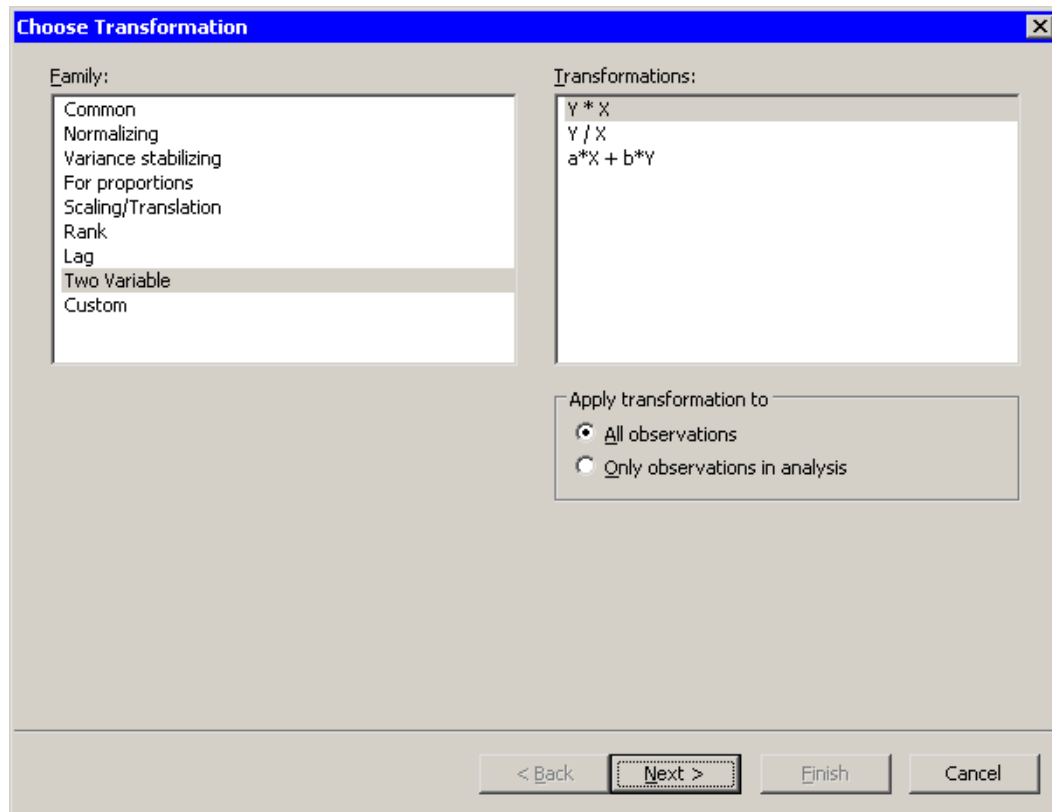 Choose Transformation
Family:
Common
Normalizing
Variance stabilizing
For proportions
Scaling/Translation
Rank
Lag
Two Variable
Custom
Transformations:
Y * X
Y / X
a*X + b*Y
Apply transformation to
All observations
Only observations in analysis
< Back
Next >
Finish
Cancel